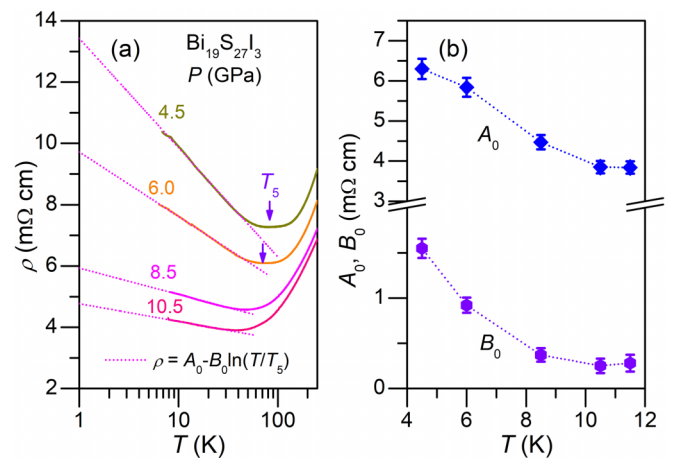 (a)
Bi₁₉S₂₇I₃
P (GPa)
14
12
10
8
6
4
2
ρ (mΩ cm)
4.5
6.0
8.5
10.5
T₅
ρ = A₀-B₀ln(T/T₅)
1
10
100
T (K)
(b)
7
6
5
4
3
1
0
A₀, B₀ (mΩ cm)
A₀
B₀
4
6
8
10
12
T (K)